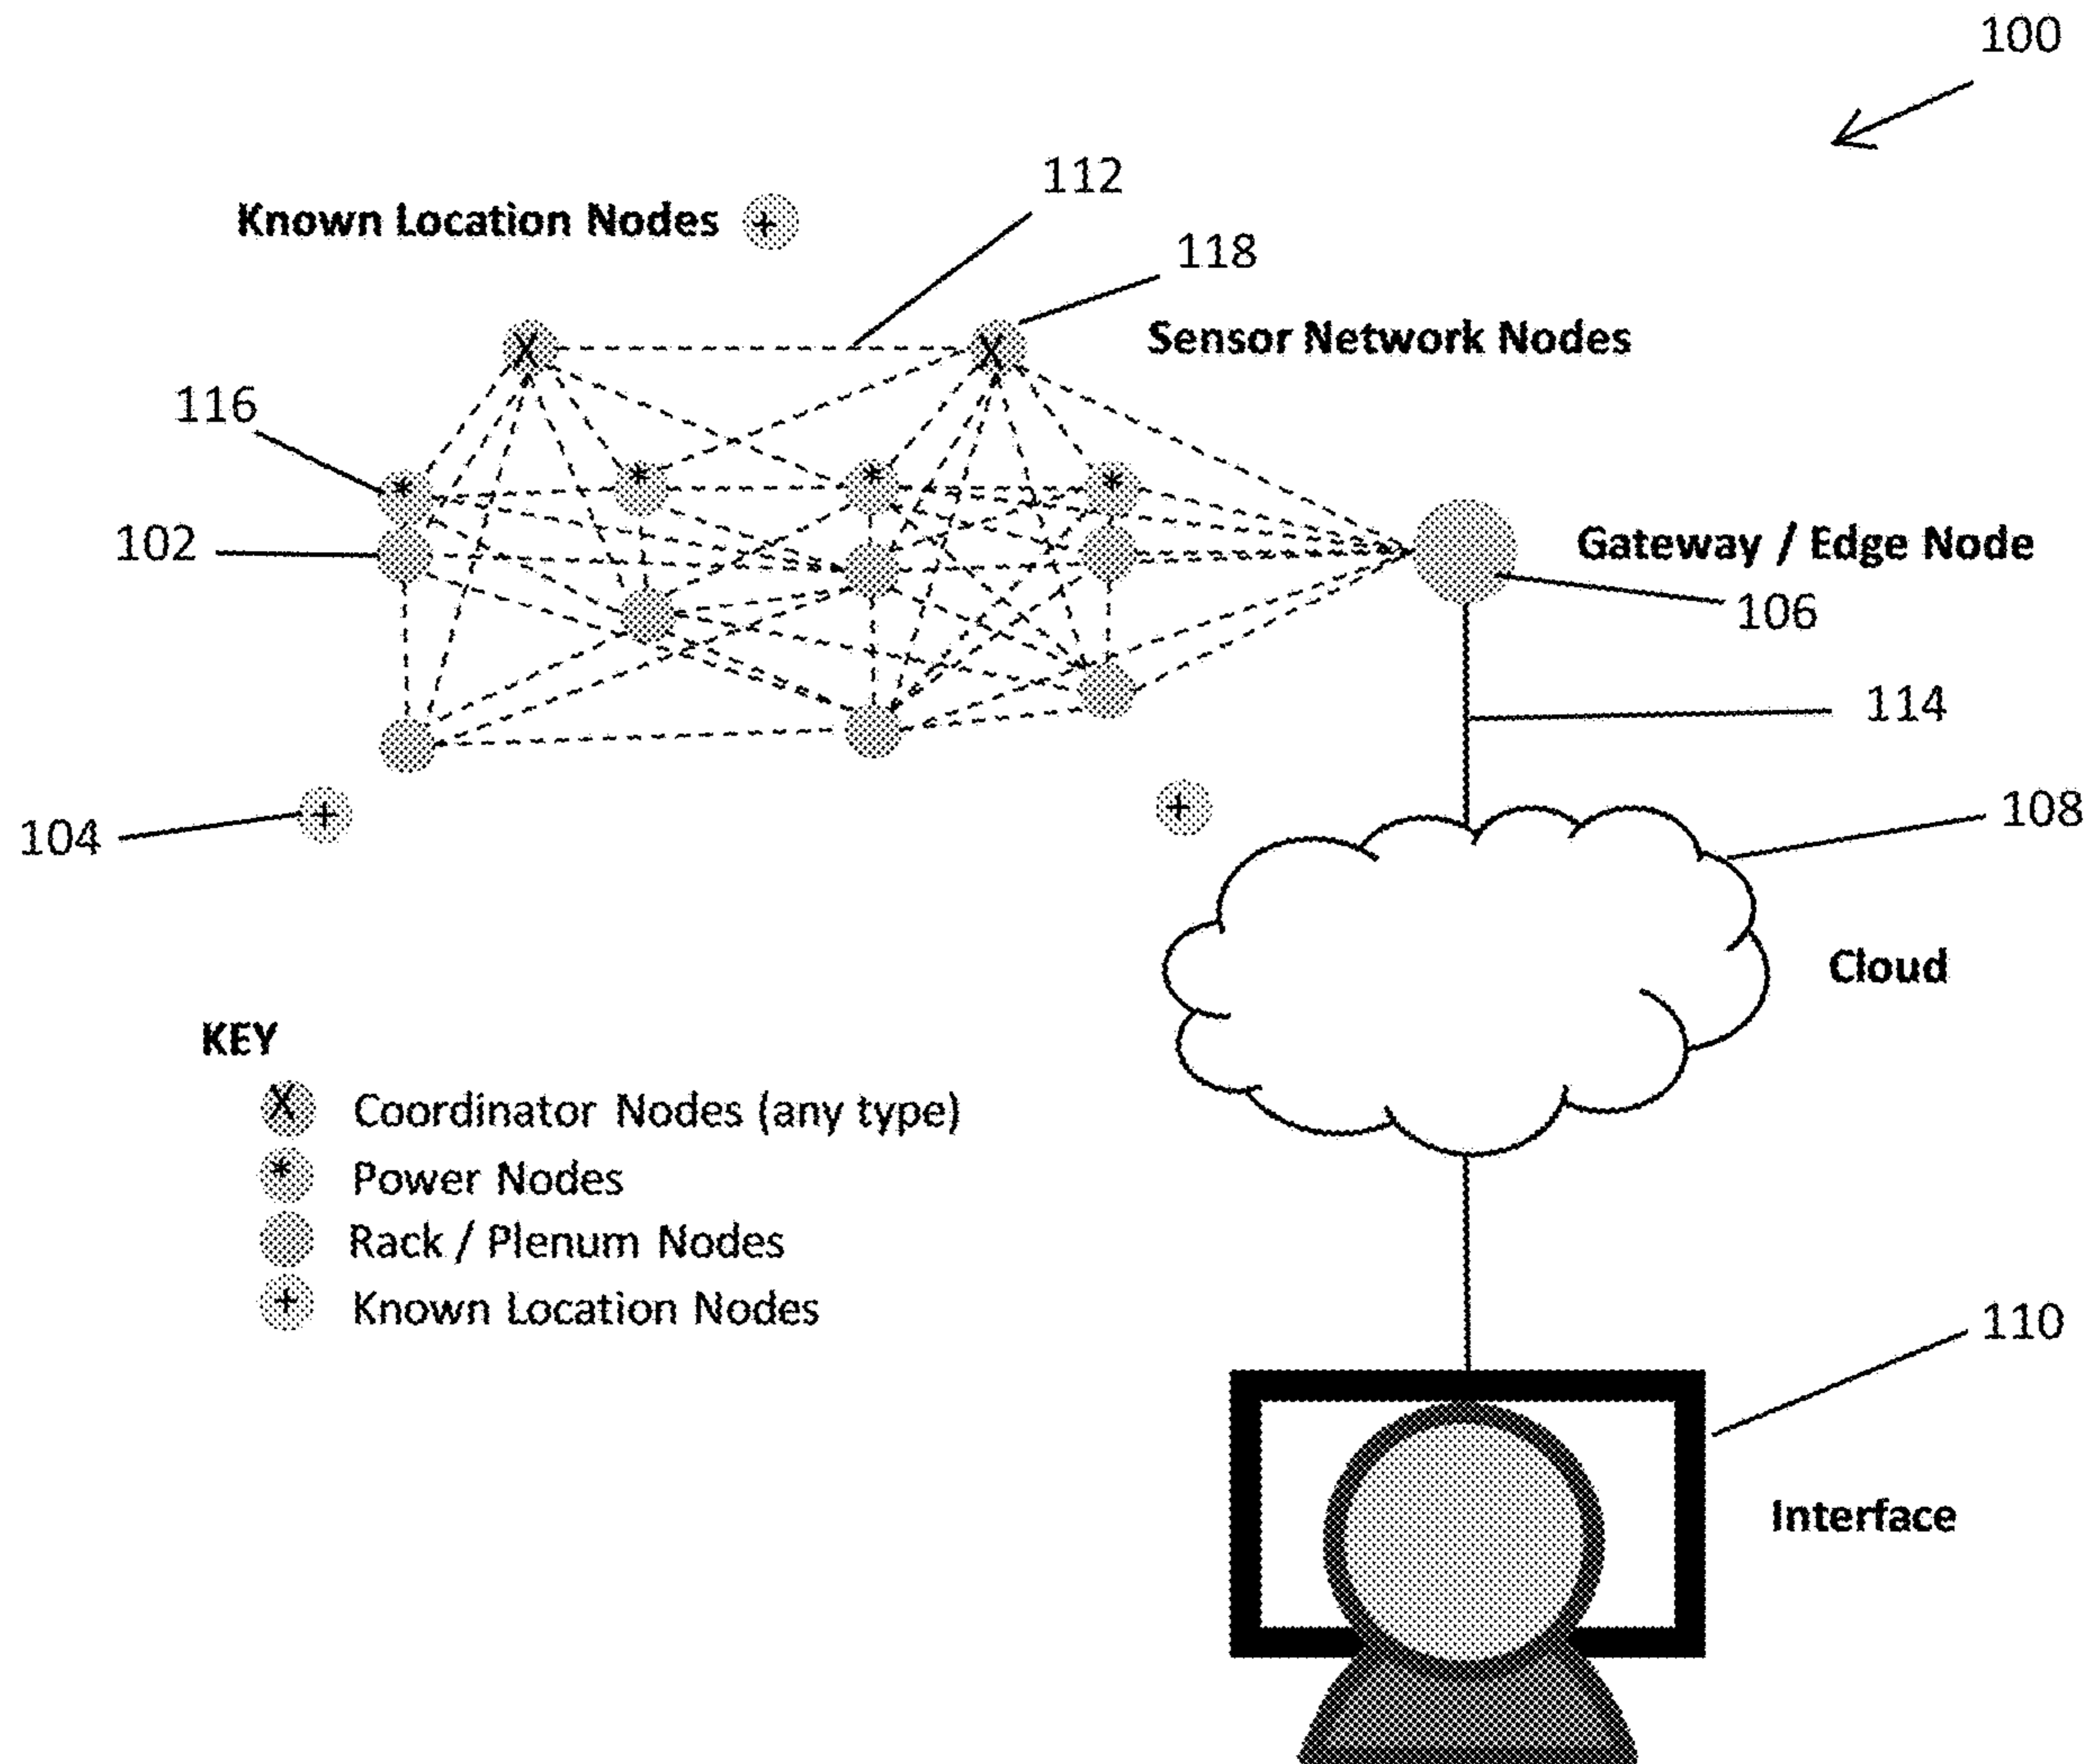 100
112
Known Location Nodes +
118
X
X
Sensor Network Nodes
116
*
*
*
*
102
Gateway / Edge Node
106
114
104
+
+
108
Cloud
KEY
X Coordinator Nodes (any type)
* Power Nodes
Rack / Plenum Nodes
+ Known Location Nodes
110
Interface